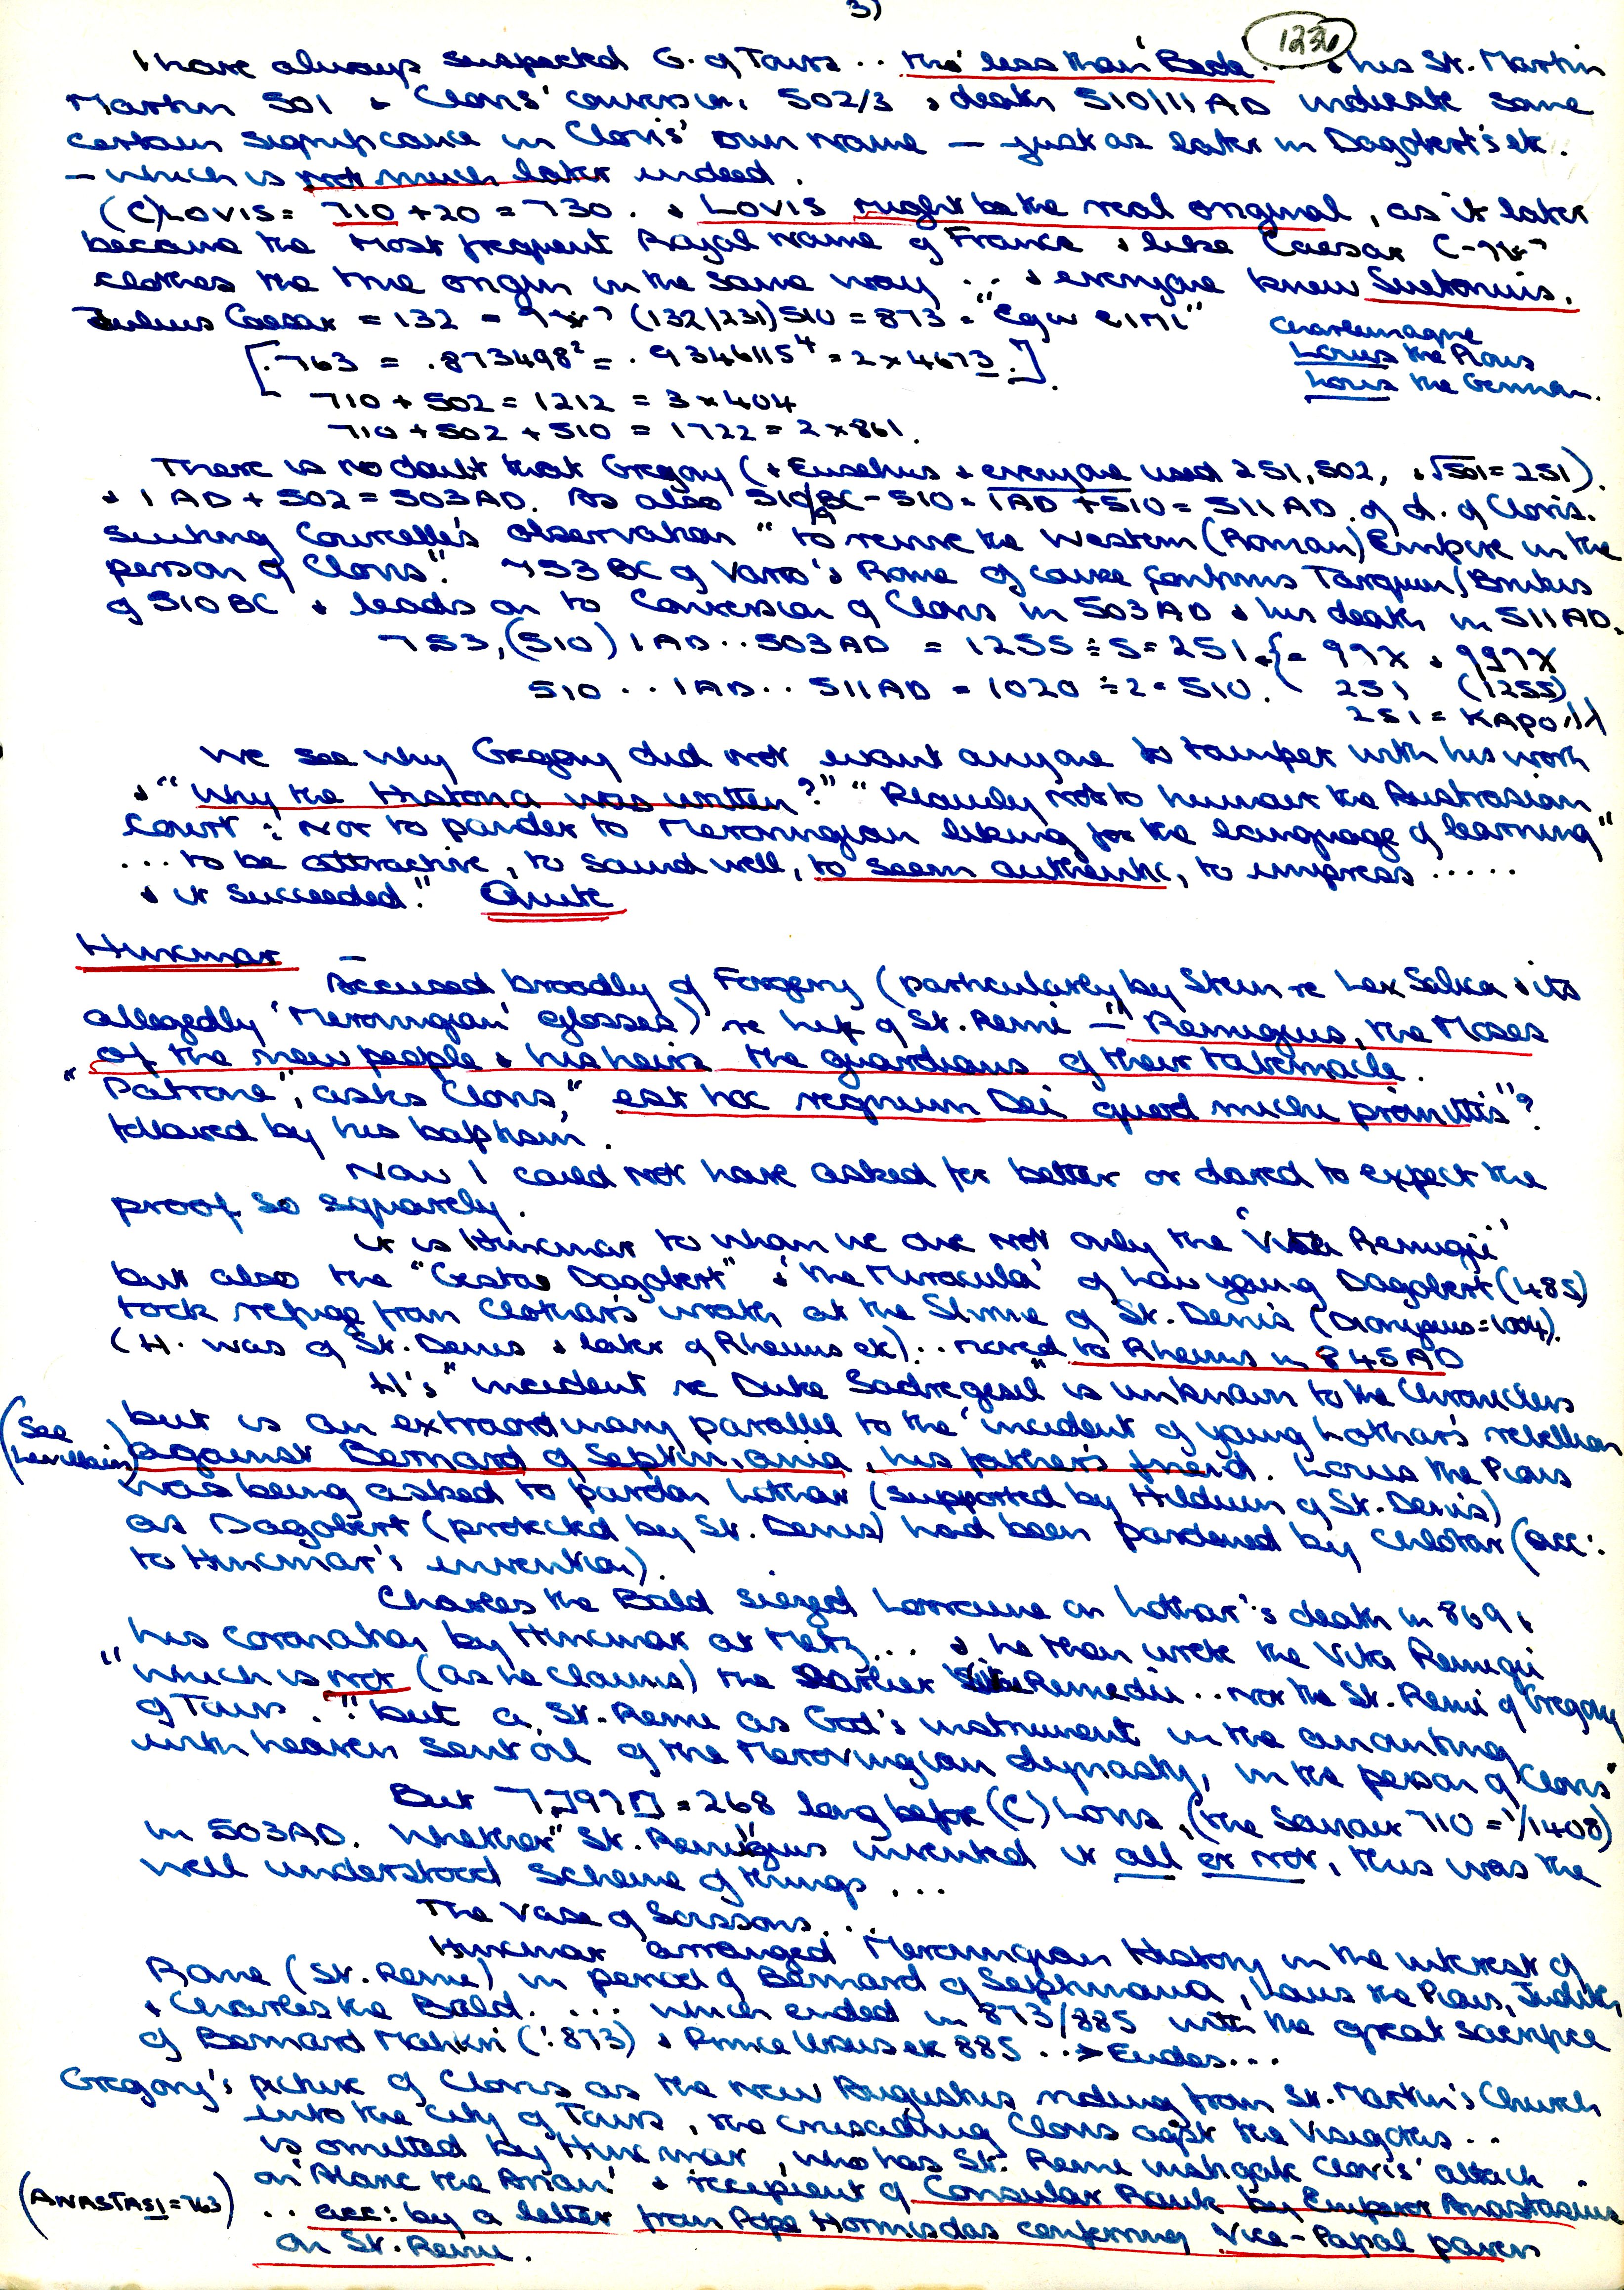 3)
1236
I have always suspected G. of Tours .. tho' less than 'Bede' ... & his St. Martin
Martin 501 & Clovis' conversion 502/3 & death 510/11 AD indicate some
certain significance in Clovis' own name — just as later in Dagobert's etc.
— which is not much later indeed.
(C)LOVIS = 710 + 20 = 730. & LOVIS might be the real original, as it later
became the most frequent Royal name of France & like Caesar
clothes the true origin in the same way ... & everyone knew Suetonius.
Julius Caesar = 132 = (132/231) 510 = 873 =
Charlemagne
Louis the Pious
Louis the German.
[.763 = .873498² = .9346115⁴ = 2 x 4673.]
710 + 502 = 1212 = 3 x 404
710 + 502 + 510 = 1722 = 2 x 861.
There is no doubt that Gregory (& Eusebius & everyone used 251, 502, & √501 = 251).
& 1 AD + 502 = 503 AD. As also 510 BC - 510 = 1 AD + 510 = 511 AD. of d. of Clovis.
suiting Courcelle's observation "to revive the Western (Roman) Empire in the
person of Clovis". 753 BC of Varro's Rome of course confirms Tarquin/Brutus
of 510 BC & leads on to Conversion of Clovis in 503 AD & his death in 511 AD.
753, (510) 1 AD .. 503 AD = 1255 ÷ 5 = 251
510 .. 1 AD .. 511 AD = 1020 ÷ 2 = 510. 251 (1255)
251 =
We see why Gregory did not want anyone to tamper with his work
& "Why the Historia was written?" "Plainly not to humour the Austrasian
Court: Nor to pander to Merovingian liking for the language of learning"
... to be attractive, to sound well, to seem authentic, to impress .....
& it succeeded." Quite
Hincmar —
Accused broadly of Forgery (particularly by Stein re Lex Salica & its
allegedly 'Merovingian' glosses) re life of St. Remi — "Remigius, the Moses
of the new people & his heirs the guardians of their tabernacle.
"Patrone", asks Clovis, "est hoc regnum Dei quod mihi promittis"?
followed by his baptism.
Now I could not have asked for better or dared to expect the
proof so squarely.
It is Hincmar to whom we owe not only the 'Vita Remigii'
but also the "Gesta Dagobert" & 'the Miracula' of how young Dagobert (485)
took refuge from Clothar's wrath at the Shrine of St. Denis (Dionysius = 1004).
(H. was of St. Denis & later of Rheims etc) .. moved to Rheims in 845 AD
H's "incident re Duke Sadregesel" is unknown to the Chroniclers
but is an extraordinary parallel to the 'incident of young Lothar's rebellion
(See Levillain)
against Bernard of Septimania, his father's friend. Louis the Pious
was being asked to pardon Lothar (supported by Hilduin of St. Denis)
as Dagobert (protected by St. Denis) had been pardoned by Chlotar (acc:
to Hincmar's invention).
Charles the Bald siezed Lorraine on Lothar's death in 869 &
his coronation by Hincmar at Metz... & he then wrote the Vita Remigii
"which is not (as he claims) the Earlier Vita Remedii .. nor the St. Remi of Gregory
of Tours." "but a St. Remi as God's instrument in the anointing
with heaven sent oil of the Merovingian dynasty, in the person of Clovis"
But = 268 long before (C)Lovis, (the Saviour 710 = 1/1408)
in 503 AD. Whether "St. Remigius" invented it all or not, this was the
well understood scheme of things ...
The Vase of Soissons...
Hincmar arranged Merovingian History in the interest of
Rome (St. Remi) in period of Bernard of Septimania, Louis the Pious, Judith,
& Charles the Bald. ... which ended in 873/885 with the great sacrifice
of Bernard (:873) & Prince Ursus etc 885 ..> Eudes...
Gregory's picture of Clovis as the new Augustus riding from St. Martin's Church
into the city of Tours, the crusading Clovis agst the Visigoths ..
is omitted by Hincmar, who has St. Remi instigate Clovis' attack
on 'Alaric the Arian' & recipient of Consular Rank by Emperor Anastasius
(ANASTASI = 763)
.. acc: by a letter from Pope Hormisdas conferring Vice-Papal powers
on St. Remi.